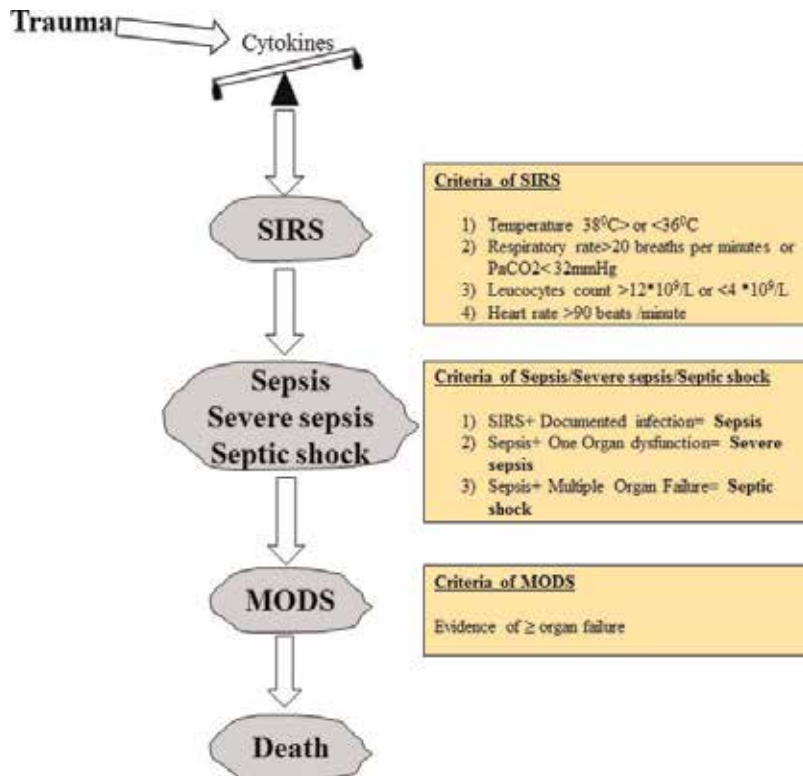 Trauma
Cytokines
SIRS
Criteria of SIRS
1) Temperature 38⁰C> or <36⁰C
2) Respiratory rate>20 breaths per minutes or
PaCO2< 32mmHg
3) Leucocytes count >12*10⁹/L or <4 *10⁹/L
4) Heart rate >90 beats /minute
Sepsis
Severe sepsis
Septic shock
Criteria of Sepsis/Severe sepsis/Septic shock
1) SIRS+ Documented infection= Sepsis
2) Sepsis+ One Organ dysfunction= Severe
sepsis
3) Sepsis+ Multiple Organ Failure= Septic
shock
MODS
Criteria of MODS
Evidence of ≥ organ failure
Death